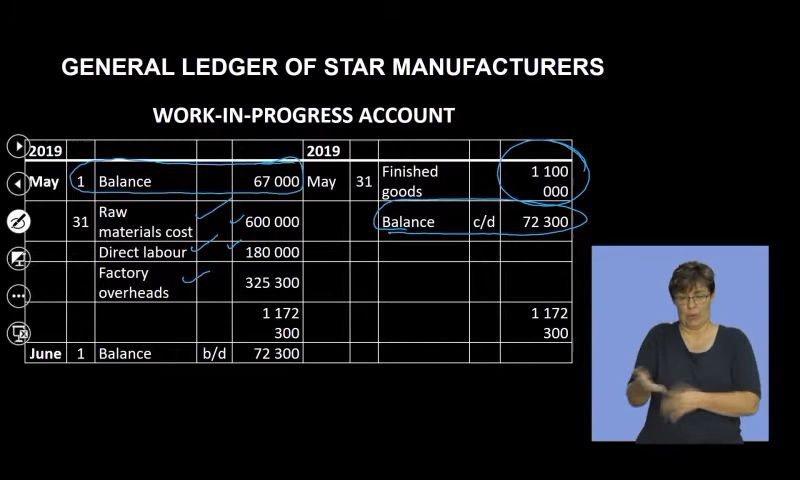 GENERAL LEDGER OF STAR MANUFACTURERS
WORK-IN-PROGRESS ACCOUNT
2019 2019
May 1 Balance 67 000 May 31 Finished goods 1 100 000
31 Raw materials cost 600 000 Balance c/d 72 300
Direct labour 180 000
Factory overheads 325 300
1 172 300 1 172 300
June 1 Balance b/d 72 300